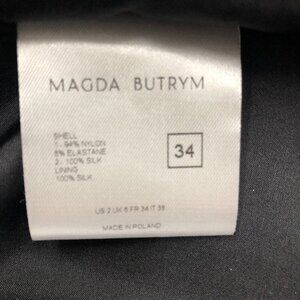 MAGDA BUTRYM
SHELL
1 - 94% NYLON
6% ELASTANE
2 - 100% SILK
LINING
100% SILK
34
US 2 UK 6 FR 34 IT 38
MADE IN POLAND